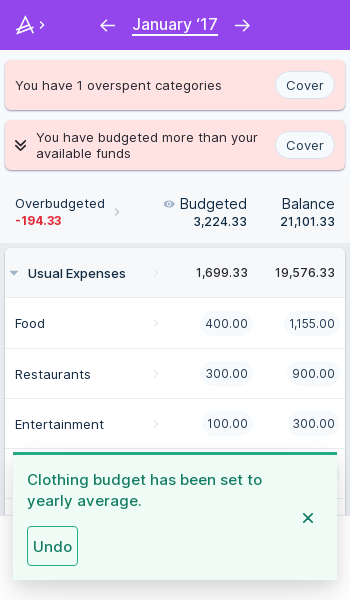 January ‘17
You have 1 overspent categories
Cover
You have budgeted more than your
available funds
Cover
Overbudgeted
-194.33
Budgeted
3,224.33
Balance
21,101.33
Usual Expenses 1,699.33 19,576.33
Food 400.00 1,155.00
Restaurants 300.00 900.00
Entertainment 100.00 300.00
Clothing budget has been set to
yearly average.
Undo